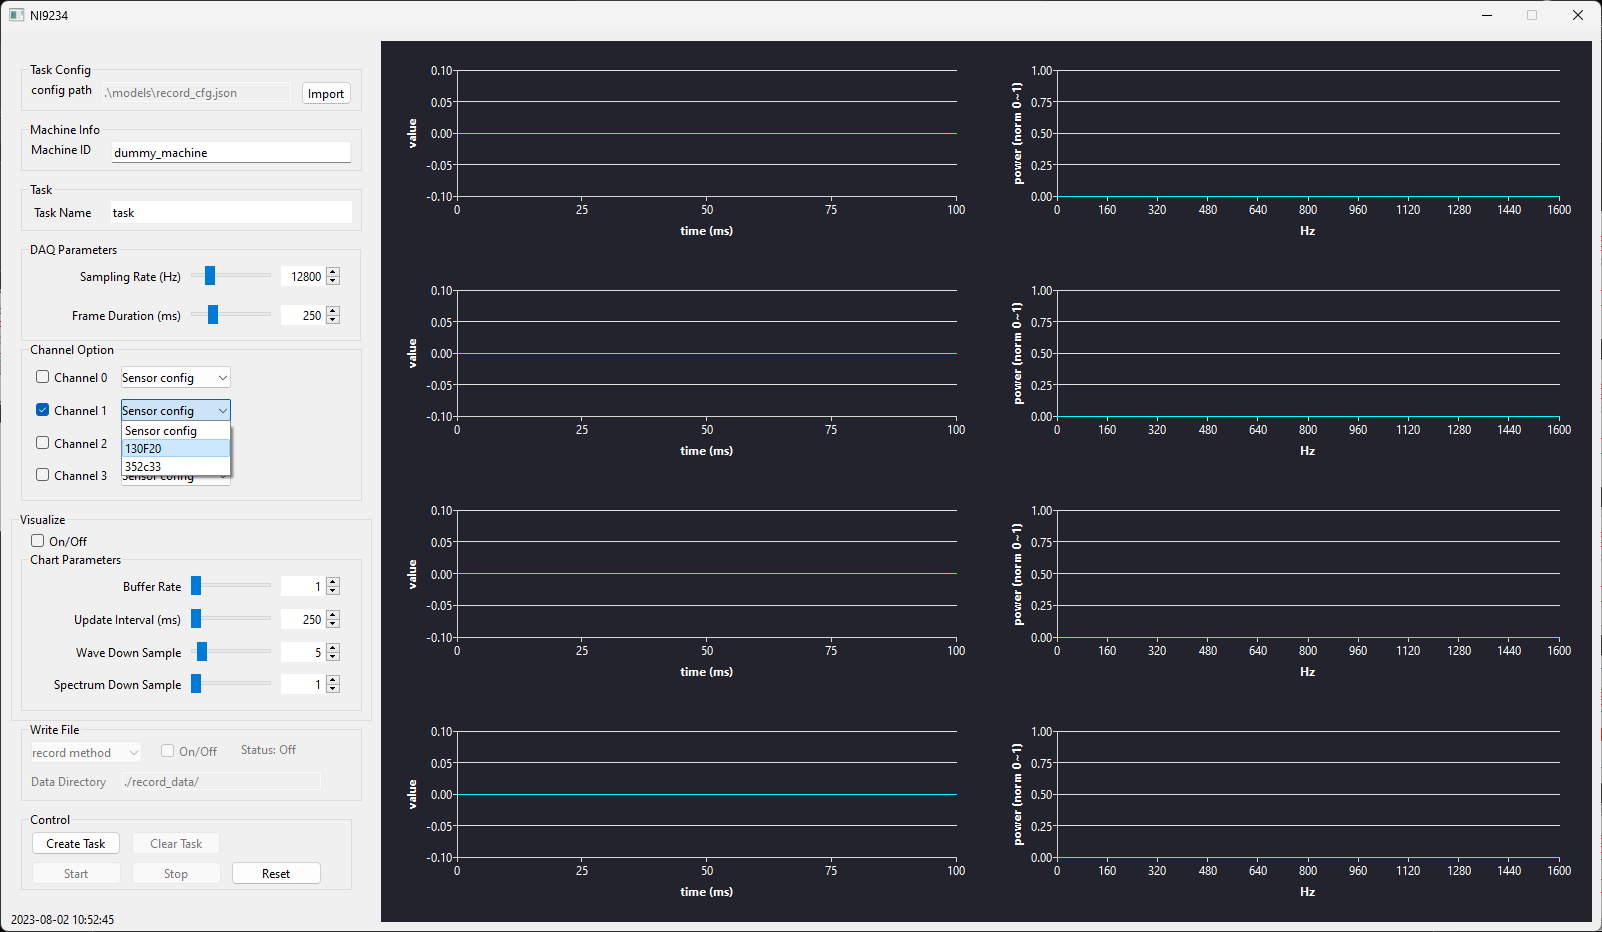 NI9234
Task Config
config path .\models\record_cfg.json Import
Machine Info
Machine ID dummy_machine
Task
Task Name task
DAQ Parameters
Sampling Rate (Hz) 12800
Frame Duration (ms) 250
Channel Option
Channel 0 Sensor config
Channel 1 Sensor config
Sensor config
Channel 2 130F20
352c33
Channel 3 Sensor config
Visualize
On/Off
Chart Parameters
Buffer Rate 1
Update Interval (ms) 250
Wave Down Sample 5
Spectrum Down Sample 1
Write File
record method On/Off Status: Off
Data Directory ./record_data/
Control
Create Task Clear Task
Start Stop Reset
2023-08-02 10:52:45
0.10
0.05
value 0.00
-0.05
-0.10
0 25 50 75 100
time (ms)
1.00
0.75
power (norm 0~1) 0.50
0.25
0.00
0 160 320 480 640 800 960 1120 1280 1440 1600
Hz
0.10
0.05
value 0.00
-0.05
-0.10
0 25 50 75 100
time (ms)
1.00
0.75
power (norm 0~1) 0.50
0.25
0.00
0 160 320 480 640 800 960 1120 1280 1440 1600
Hz
0.10
0.05
value 0.00
-0.05
-0.10
0 25 50 75 100
time (ms)
1.00
0.75
power (norm 0~1) 0.50
0.25
0.00
0 160 320 480 640 800 960 1120 1280 1440 1600
Hz
0.10
0.05
value 0.00
-0.05
-0.10
0 25 50 75 100
time (ms)
1.00
0.75
power (norm 0~1) 0.50
0.25
0.00
0 160 320 480 640 800 960 1120 1280 1440 1600
Hz